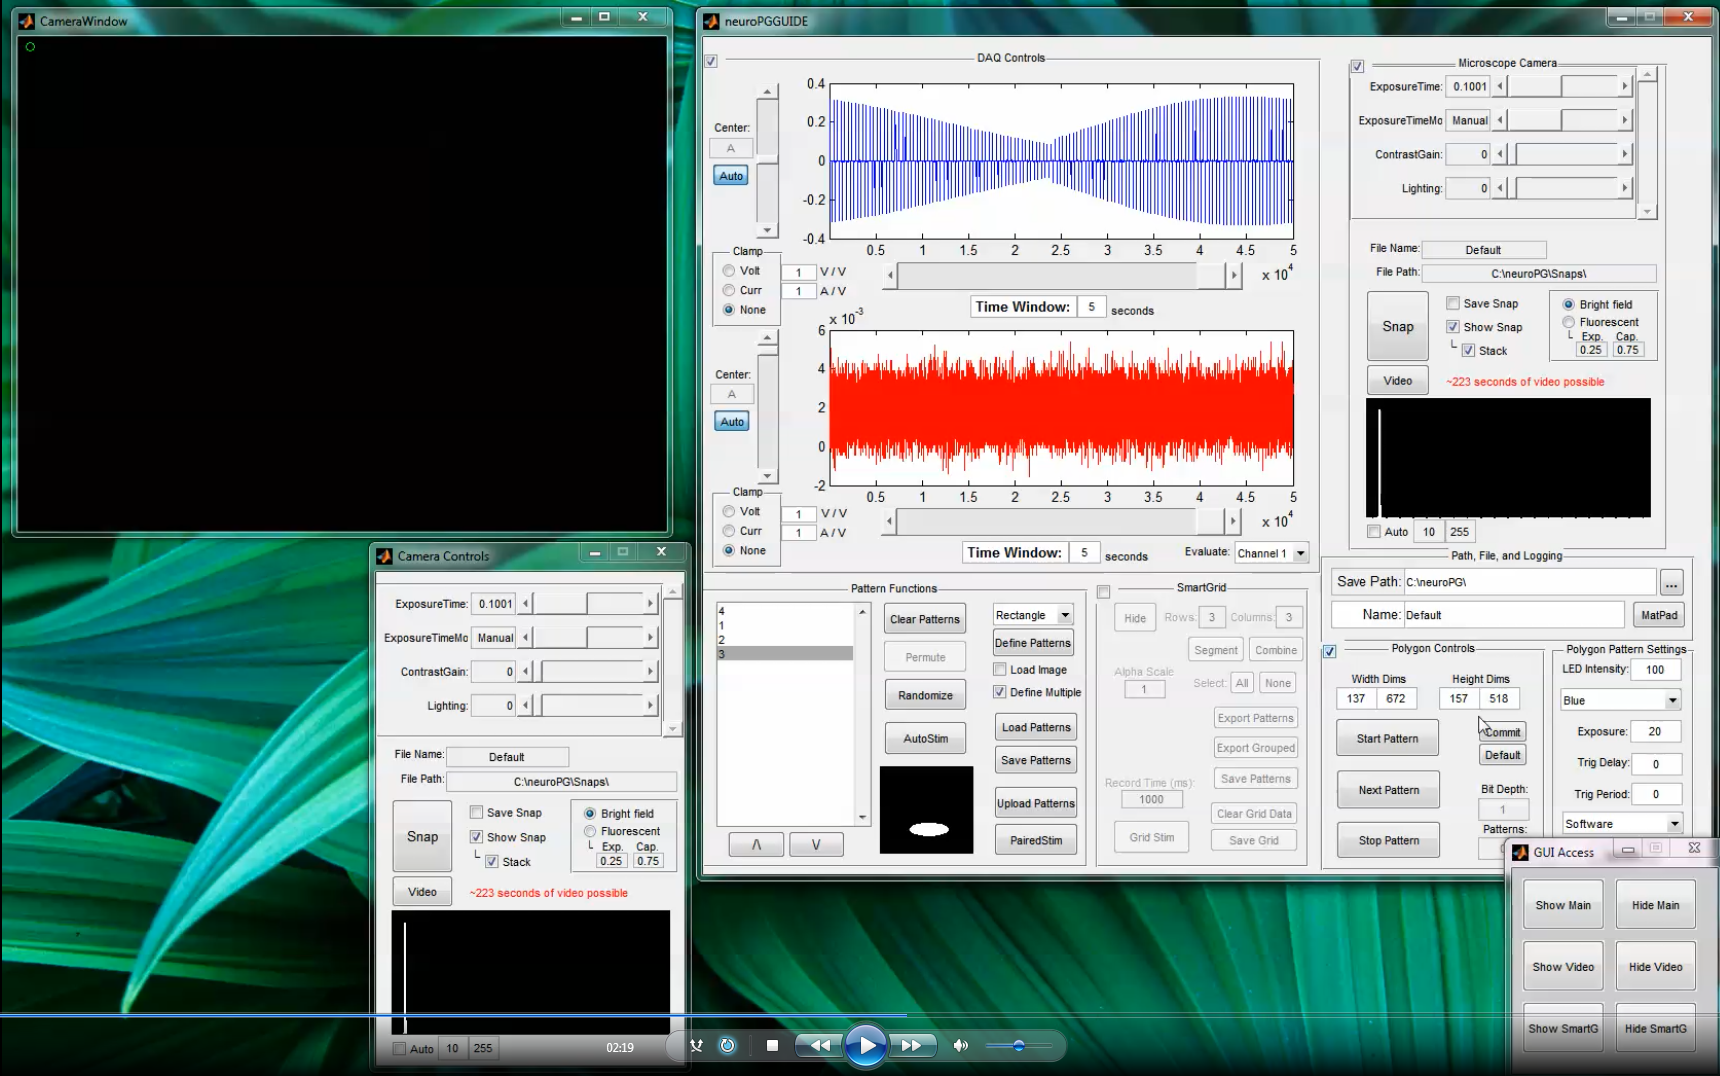 CameraWindow
neuroPGGUIDE
DAQ Controls
0.4
0.2
0
-0.2
-0.4
0.5 1 1.5 2 2.5 3 3.5 4 4.5 5
x 10^4
Center:
A
Auto
Clamp
Volt 1 V / V
Curr 1 A / V
None
Time Window: 5 seconds
x 10^-3
6
4
2
0
-2
0.5 1 1.5 2 2.5 3 3.5 4 4.5 5
x 10^4
Center:
A
Auto
Clamp
Volt 1 V / V
Curr 1 A / V
None
Time Window: 5 seconds
Evaluate: Channel 1
Microscope Camera
ExposureTime: 0.1001
ExposureTimeMo Manual
ContrastGain: 0
Lighting: 0
File Name: Default
File Path: C:\neuroPG\Snaps\
Snap
Save Snap
Show Snap
Stack
Bright field
Fluorescent
Exp. Cap.
0.25 0.75
Video
~223 seconds of video possible
Auto 10 255
Path, File, and Logging
Save Path: C:\neuroPG\ ...
Name: Default MatPad
Camera Controls
ExposureTime: 0.1001
ExposureTimeMo Manual
ContrastGain: 0
Lighting: 0
File Name: Default
File Path: C:\neuroPG\Snaps\
Snap
Save Snap
Show Snap
Stack
Bright field
Fluorescent
Exp. Cap.
0.25 0.75
Video
~223 seconds of video possible
Auto 10 255
Pattern Functions
4
1
2
3
Λ V
Clear Patterns
Permute
Randomize
AutoStim
Rectangle
Define Patterns
Load Image
Define Multiple
Load Patterns
Save Patterns
Upload Patterns
PairedStim
SmartGrid
Hide Rows: 3 Columns: 3
Segment Combine
Alpha Scale
1
Select: All None
Export Patterns
Export Grouped
Record Time (ms):
1000
Save Patterns
Clear Grid Data
Grid Stim
Save Grid
Polygon Controls
Width Dims Height Dims
137 672 157 518
Start Pattern
Commit
Default
Next Pattern
Bit Depth:
1
Patterns:
Stop Pattern
Polygon Pattern Settings
LED Intensity: 100
Blue
Exposure: 20
Trig Delay: 0
Trig Period: 0
Software
GUI Access
Show Main Hide Main
Show Video Hide Video
Show SmartG Hide SmartG
02:19